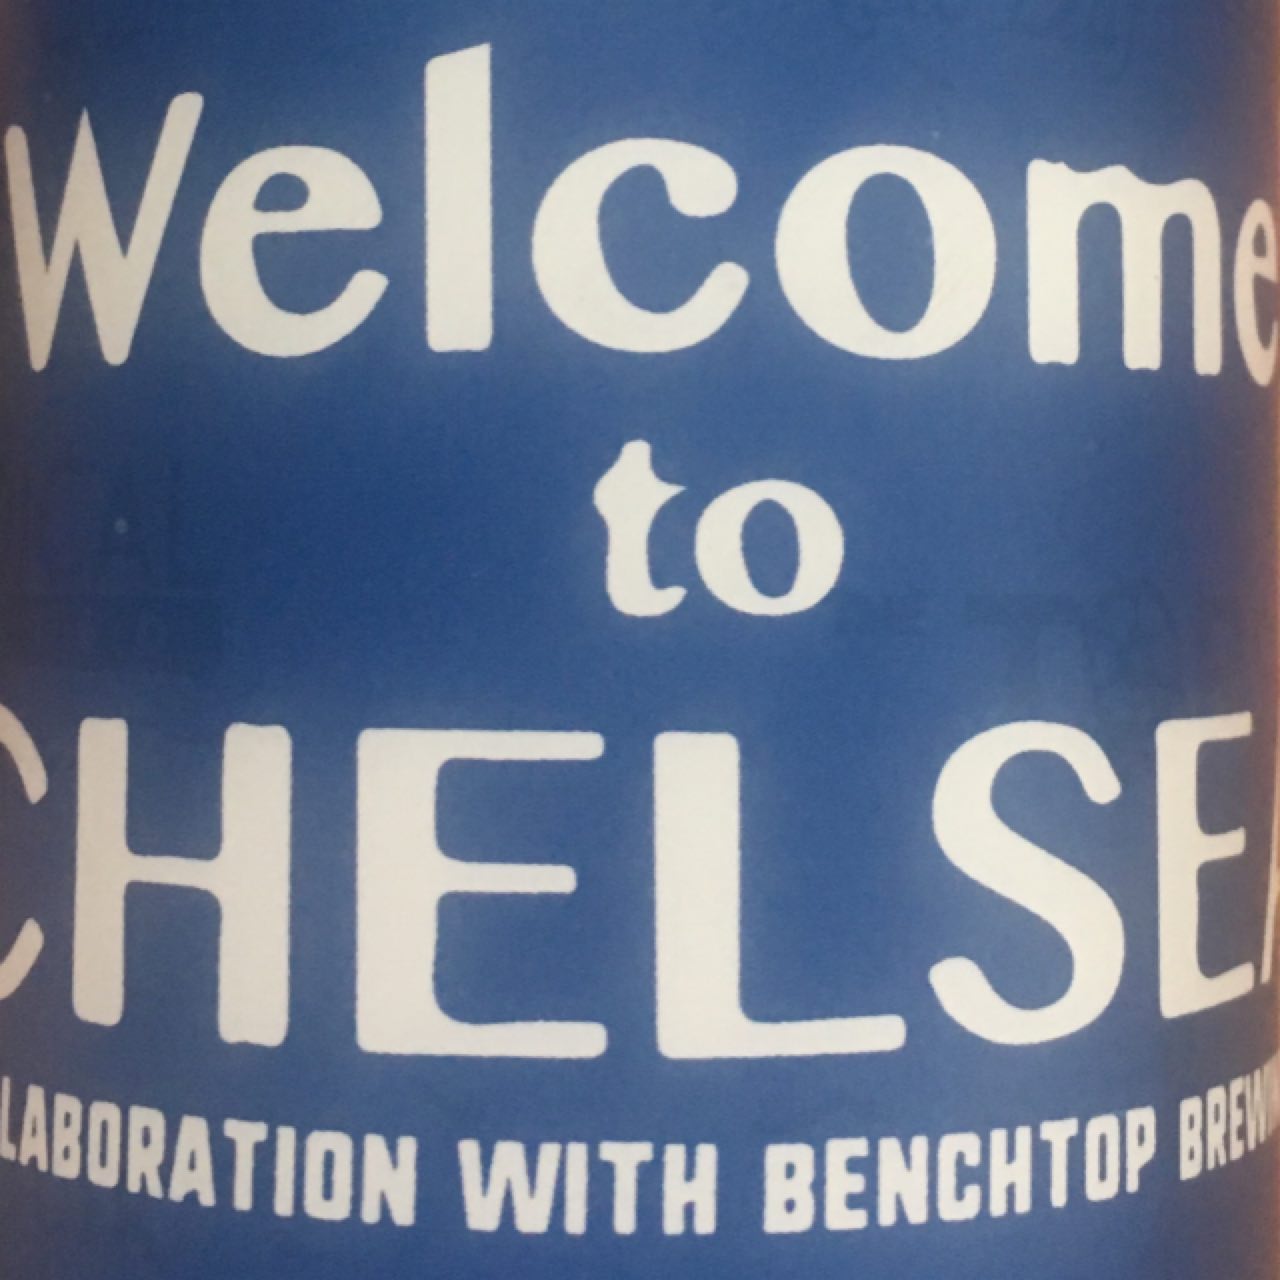 Welcome
to
CHELSEA
LABORATION WITH BENCHTOP BREW